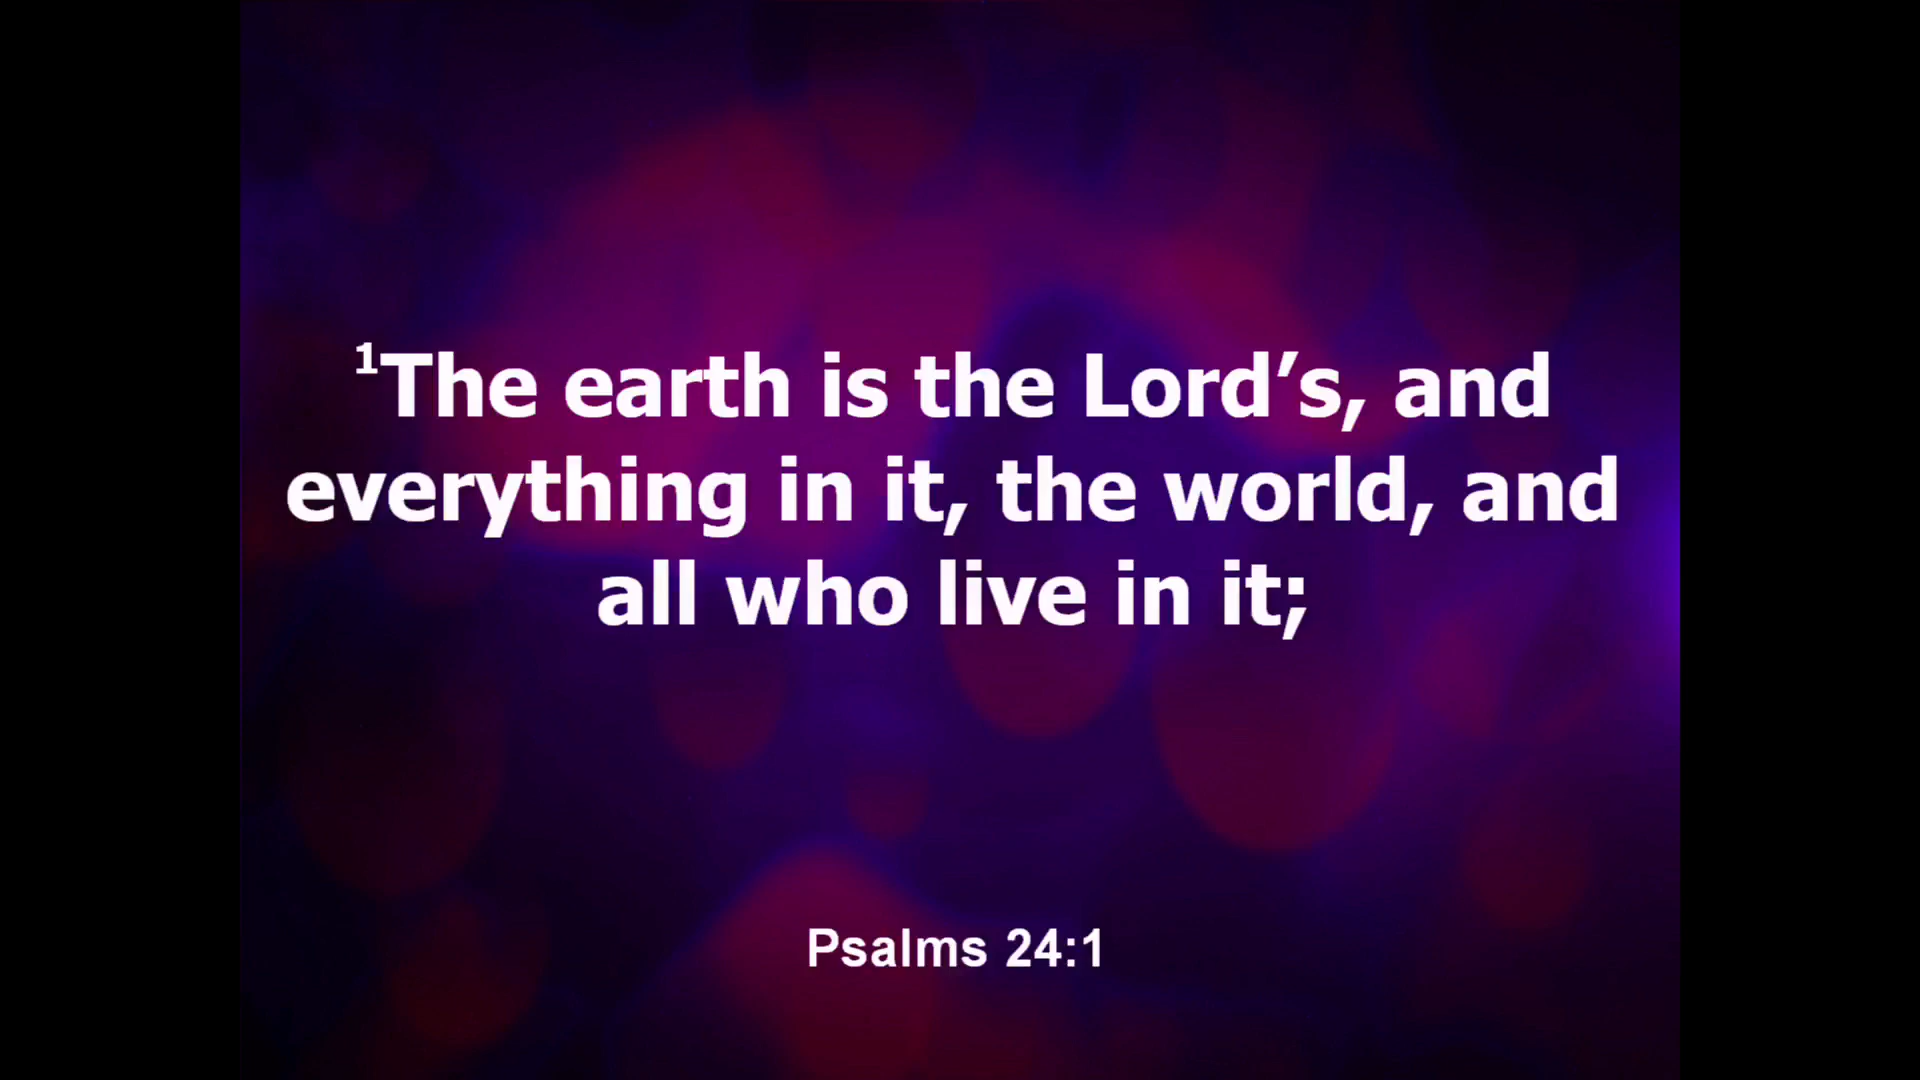 ¹The earth is the Lord’s, and
everything in it, the world, and
all who live in it;
Psalms 24:1